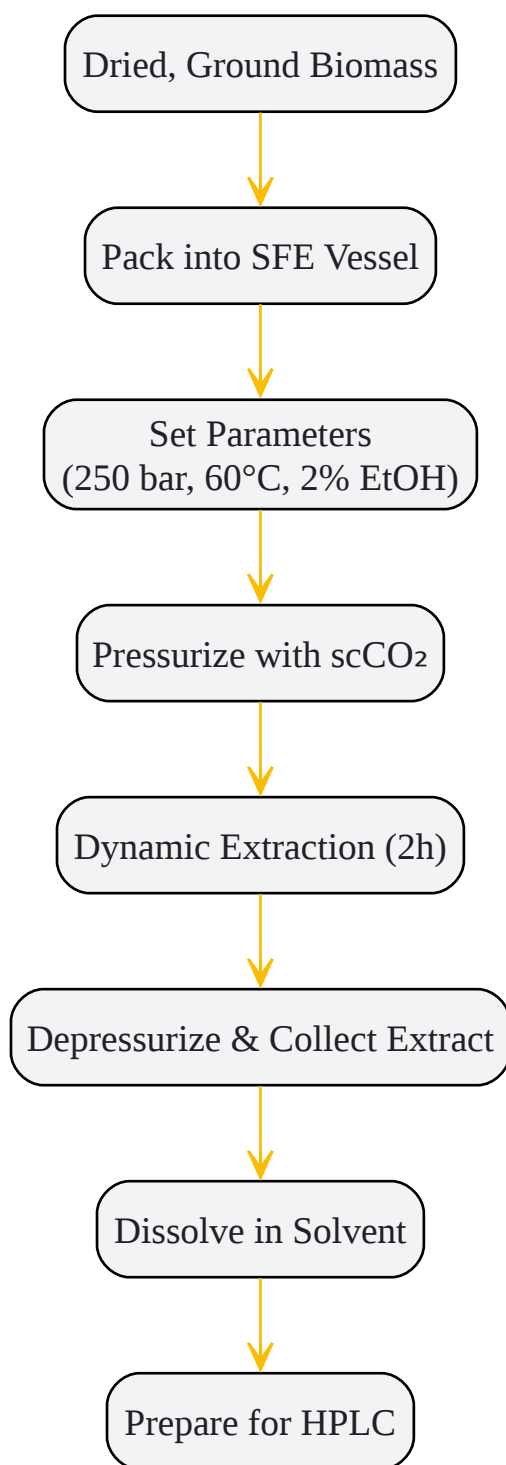 Dried, Ground Biomass
Pack into SFE Vessel
Set Parameters
(250 bar, 60°C, 2% EtOH)
Pressurize with scCO₂
Dynamic Extraction (2h)
Depressurize & Collect Extract
Dissolve in Solvent
Prepare for HPLC